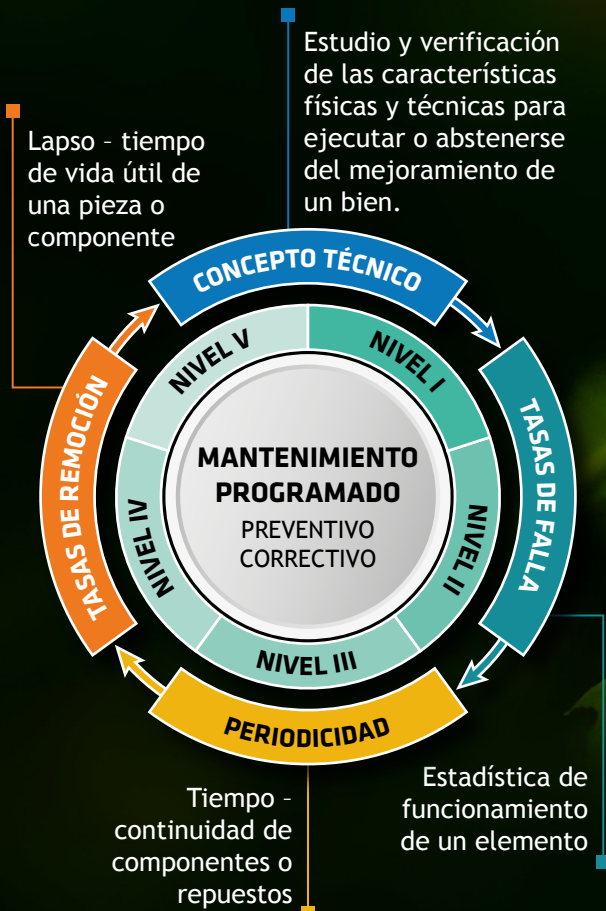 Estudio y verificación
de las características
físicas y técnicas para
ejecutar o abstenerse
del mejoramiento de
un bien.
Lapso – tiempo
de vida útil de
una pieza o
componente
CONCEPTO TÉCNICO
NIVEL V
NIVEL I
TASAS DE REMOCIÓN
TASAS DE FALLA
MANTENIMIENTO
PROGRAMADO
PREVENTIVO
CORRECTIVO
NIVEL IV
NIVEL II
NIVEL III
PERIODICIDAD
Estadística de
funcionamiento
de un elemento
Tiempo –
continuidad de
componentes o
repuestos